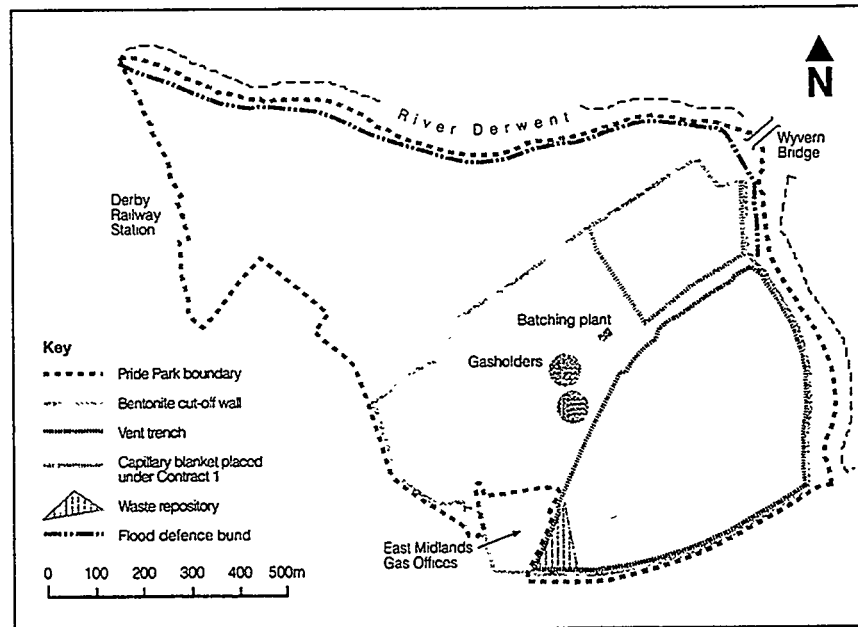 N
River Derwent
Wyvern
Bridge
Derby
Railway
Station
Batching plant
Gasholders
Key
Pride Park boundary
Bentonite cut-off wall
Vent trench
Capillary blanket placed
under Contract 1
Waste repository
Flood defence bund
East Midlands
Gas Offices
0 100 200 300 400 500m